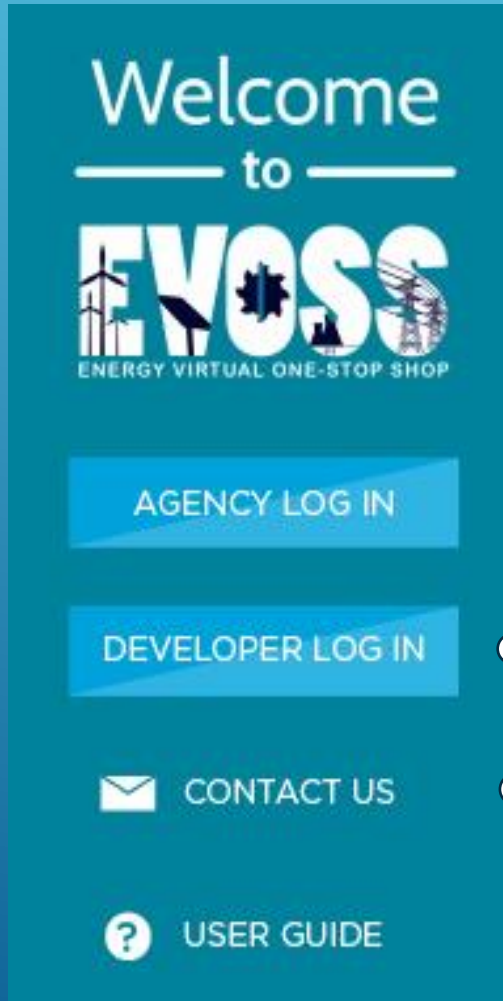 Welcome
to
EVOSS
ENERGY VIRTUAL ONE-STOP SHOP
AGENCY LOG IN
DEVELOPER LOG IN
CONTACT US
? USER GUIDE